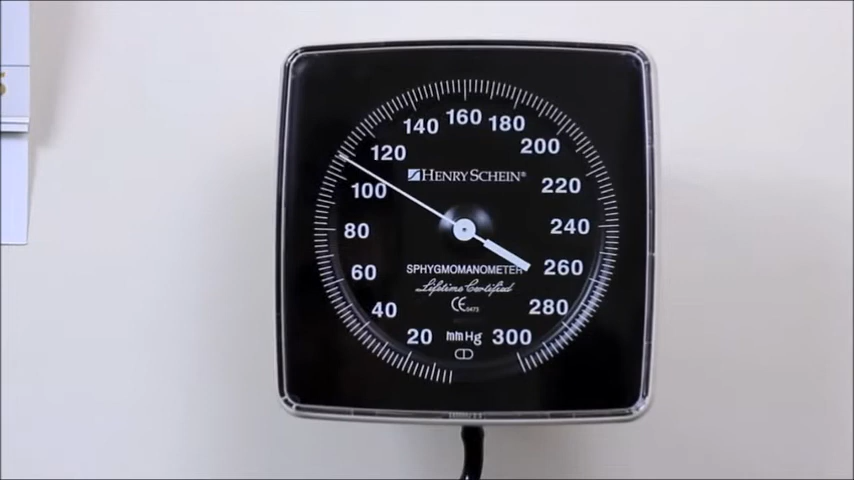 160
140 180
120 200
HENRY SCHEIN®
100 220
80 240
SPHYGMOMANOMETER
60 260
Lifetime Certified
CE 0473
40 280
20 mmHg 300